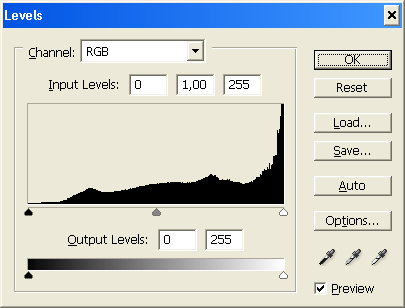 Levels
Channel: RGB
Input Levels: 0 1,00 255
Output Levels: 0 255
OK
Reset
Load...
Save...
Auto
Options...
Preview